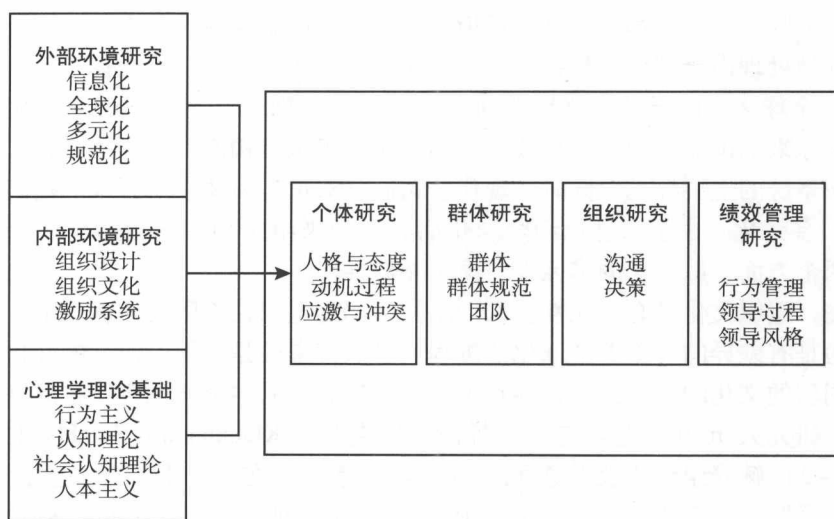 外部环境研究
信息化
全球化
多元化
规范化
内部环境研究
组织设计
组织文化
激励系统
心理学理论基础
行为主义
认知理论
社会认知理论
人本主义
个体研究
人格与态度
动机过程
应激与冲突
群体研究
群体
群体规范
团队
组织研究
沟通
决策
绩效管理
研究
行为管理
领导过程
领导风格